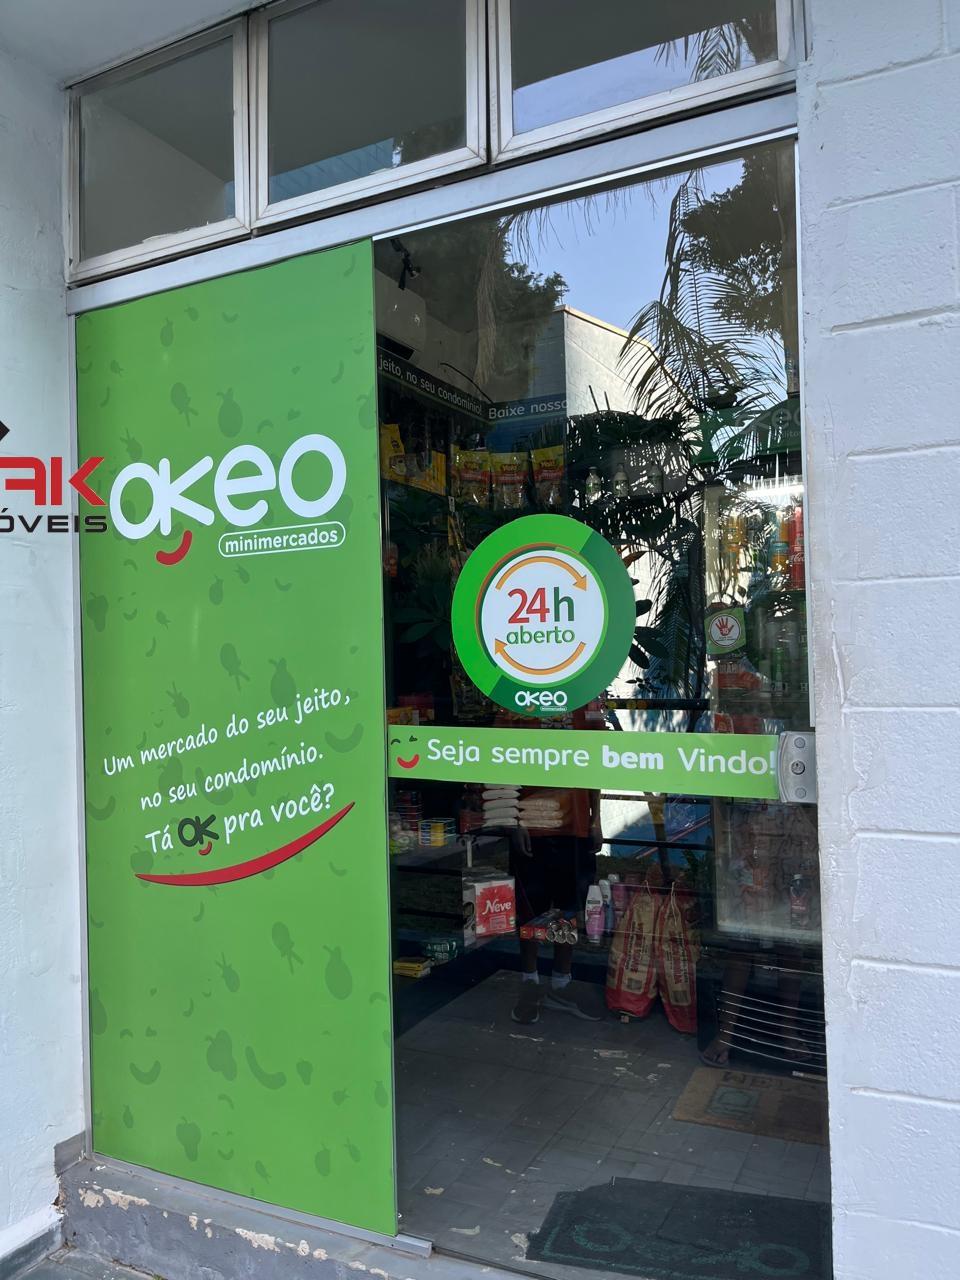 jeito, no seu condomínio!
Baixe nosso
AK
ÓVEIS
OKEO
minimercados
24h
aberto
OKEO
minimercados
Um mercado do seu jeito,
no seu condomínio.
Tá OK pra você?
Seja sempre bem Vindo!
Neve